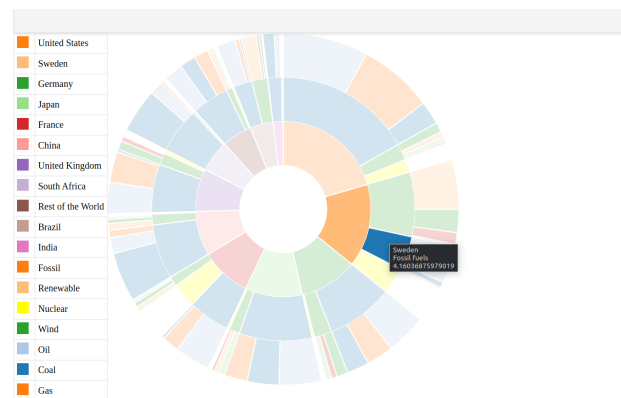 United States
Sweden
Germany
Japan
France
China
United Kingdom
South Africa
Rest of the World
Brazil
India
Fossil
Renewable
Nuclear
Wind
Oil
Coal
Gas
Sweden
Fossil fuels
4.16036875979019